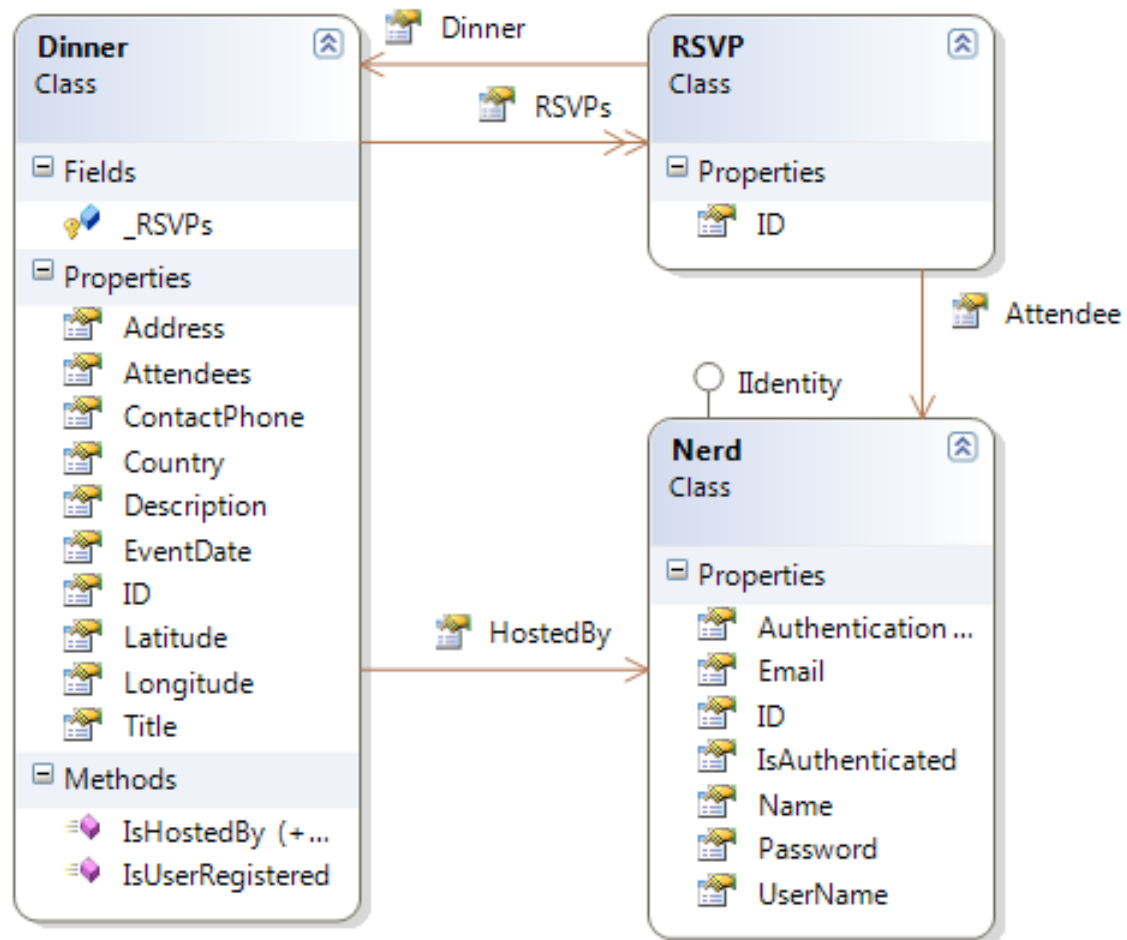 Dinner
Class
Fields
_RSVPs
Properties
Address
Attendees
ContactPhone
Country
Description
EventDate
ID
Latitude
Longitude
Title
Methods
IsHostedBy (+...
IsUserRegistered
Dinner
RSVPs
HostedBy
RSVP
Class
Properties
ID
Attendee
IIdentity
Nerd
Class
Properties
Authentication ...
Email
ID
IsAuthenticated
Name
Password
UserName